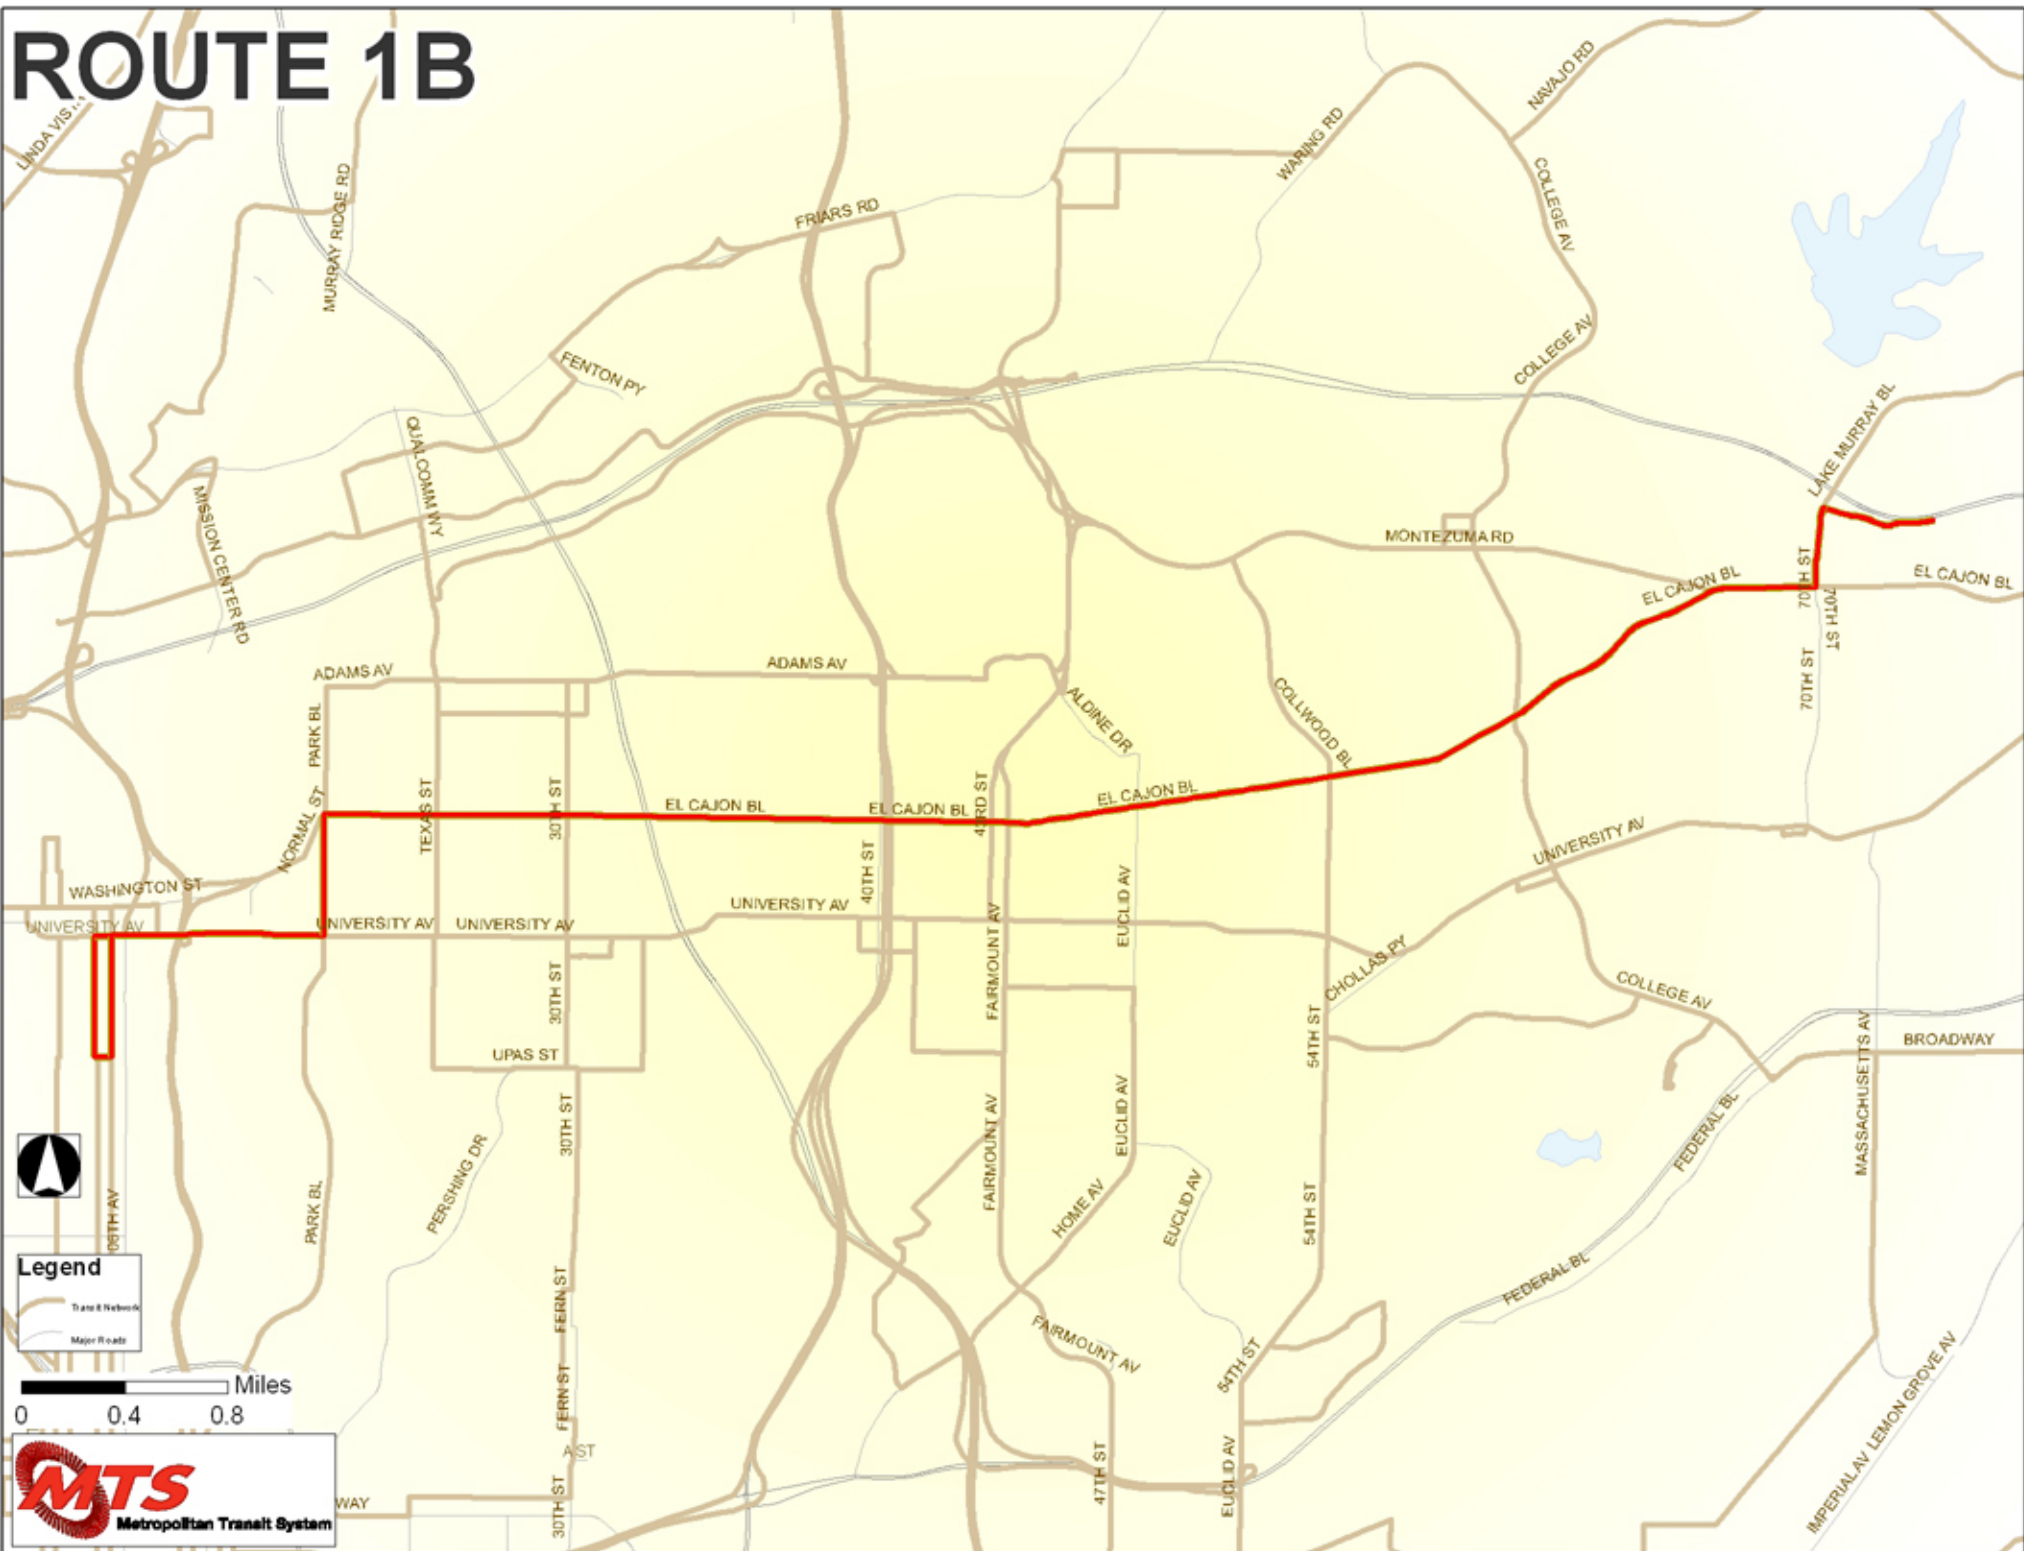 ROUTE 1B
NAVAJO RD
WARING RD
MURRAY RIDGE RD
COLLEGE AV
FRIARS RD
COLLEGE AV
FENTON PY
LAKE MURRAY BL
QUALCOMM WY
MISSION CENTER RD
MONTEZUMA RD
70TH ST
EL CAJON BL
EL CAJON BL
70TH ST
70TH ST
ADAMS AV
ADAMS AV
ALDINE DR
COLLWOOD BL
PARK BL
NORMAL ST
TEXAS ST
30TH ST
EL CAJON BL
EL CAJON BL
43RD ST
EL CAJON BL
UNIVERSITY AV
40TH ST
EUCLID AV
WASHINGTON ST
UNIVERSITY AV
UNIVERSITY AV
UNIVERSITY AV
UNIVERSITY AV
FAIRMOUNT AV
CHOLLAS PY
COLLEGE AV
30TH ST
54TH ST
MASSACHUSETTS AV
BROADWAY
UPAS ST
30TH ST
FAIRMOUNT AV
EUCLID AV
FEDERAL BL
PERSHING DR
PARK BL
HOME AV
EUCLID AV
54TH ST
FERN ST
FEDERAL BL
FAIRMOUNT AV
54TH ST
FERN ST
A ST
30TH ST
47TH ST
EUCLID AV
IMPERIAL AV
LEMON GROVE AV
WAY
Legend
Transit Network
Major Roads
Miles
0 0.4 0.8
MTS
Metropolitan Transit System